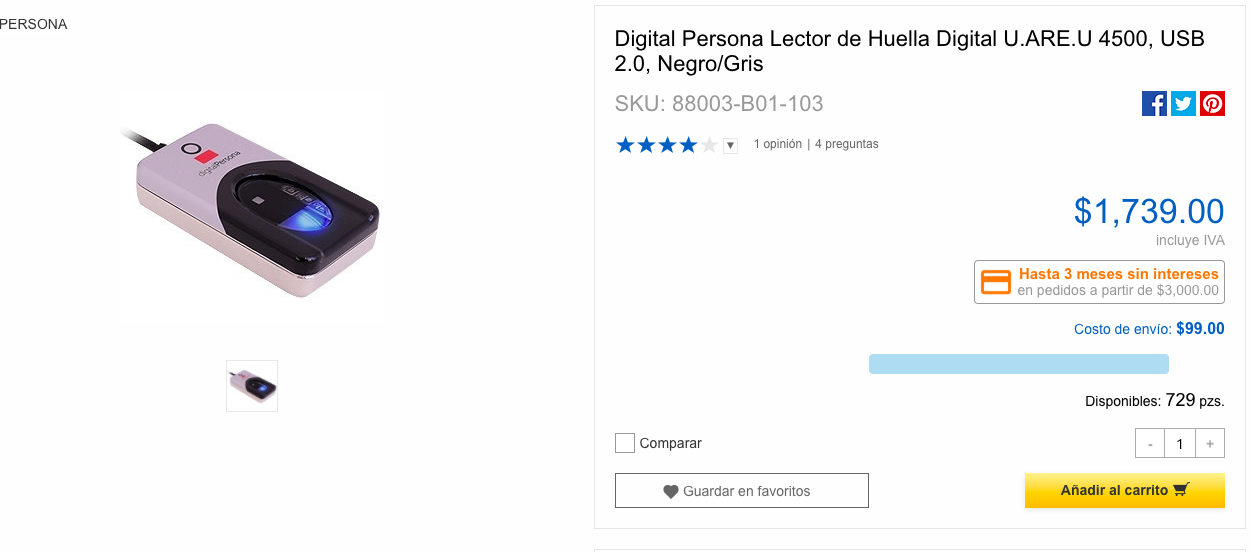 PERSONA
digitalPersona
Digital Persona Lector de Huella Digital U.ARE.U 4500, USB
2.0, Negro/Gris
SKU: 88003-B01-103
1 opinión | 4 preguntas
$1,739.00
incluye IVA
Hasta 3 meses sin intereses
en pedidos a partir de $3,000.00
Costo de envío: $99.00
Disponibles: 729 pzs.
Comparar
- 1 +
Guardar en favoritos
Añadir al carrito